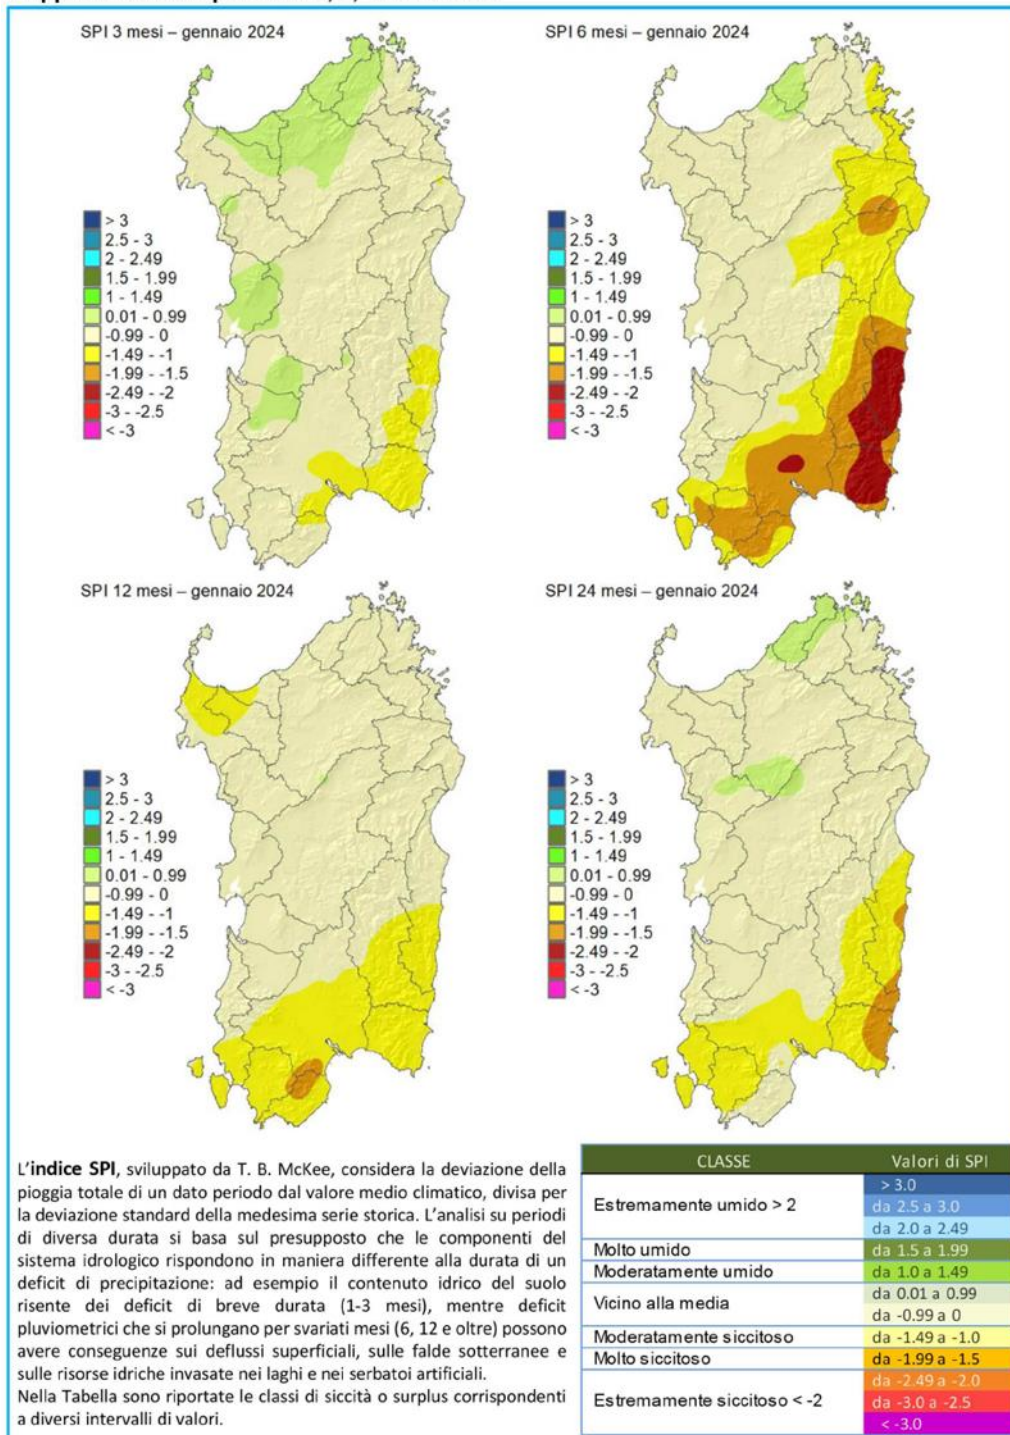 SPI 3 mesi – gennaio 2024
> 3
2.5 - 3
2 - 2.49
1.5 - 1.99
1 - 1.49
0.01 - 0.99
-0.99 - 0
-1.49 - -1
-1.99 - -1.5
-2.49 - -2
-3 - -2.5
< -3
SPI 6 mesi – gennaio 2024
> 3
2.5 - 3
2 - 2.49
1.5 - 1.99
1 - 1.49
0.01 - 0.99
-0.99 - 0
-1.49 - -1
-1.99 - -1.5
-2.49 - -2
-3 - -2.5
< -3
SPI 12 mesi – gennaio 2024
> 3
2.5 - 3
2 - 2.49
1.5 - 1.99
1 - 1.49
0.01 - 0.99
-0.99 - 0
-1.49 - -1
-1.99 - -1.5
-2.49 - -2
-3 - -2.5
< -3
SPI 24 mesi – gennaio 2024
> 3
2.5 - 3
2 - 2.49
1.5 - 1.99
1 - 1.49
0.01 - 0.99
-0.99 - 0
-1.49 - -1
-1.99 - -1.5
-2.49 - -2
-3 - -2.5
< -3
L'indice SPI, sviluppato da T. B. McKee, considera la deviazione della
pioggia totale di un dato periodo dal valore medio climatico, divisa per
la deviazione standard della medesima serie storica. L'analisi su periodi
di diversa durata si basa sul presupposto che le componenti del
sistema idrologico rispondono in maniera differente alla durata di un
deficit di precipitazione: ad esempio il contenuto idrico del suolo
risente dei deficit di breve durata (1-3 mesi), mentre deficit
pluviometrici che si prolungano per svariati mesi (6, 12 e oltre) possono
avere conseguenze sui deflussi superficiali, sulle falde sotterranee e
sulle risorse idriche invasate nei laghi e nei serbatoi artificiali.
Nella Tabella sono riportate le classi di siccità o surplus corrispondenti
a diversi intervalli di valori.
CLASSE Valori di SPI
Estremamente umido > 2
> 3.0
da 2.5 a 3.0
da 2.0 a 2.49
Molto umido da 1.5 a 1.99
Moderatamente umido da 1.0 a 1.49
Vicino alla media
da 0.01 a 0.99
da -0.99 a 0
Moderatamente siccitoso da -1.49 a -1.0
Molto siccitoso da -1.99 a -1.5
Estremamente siccitoso < -2
da -2.49 a -2.0
da -3.0 a -2.5
< -3.0